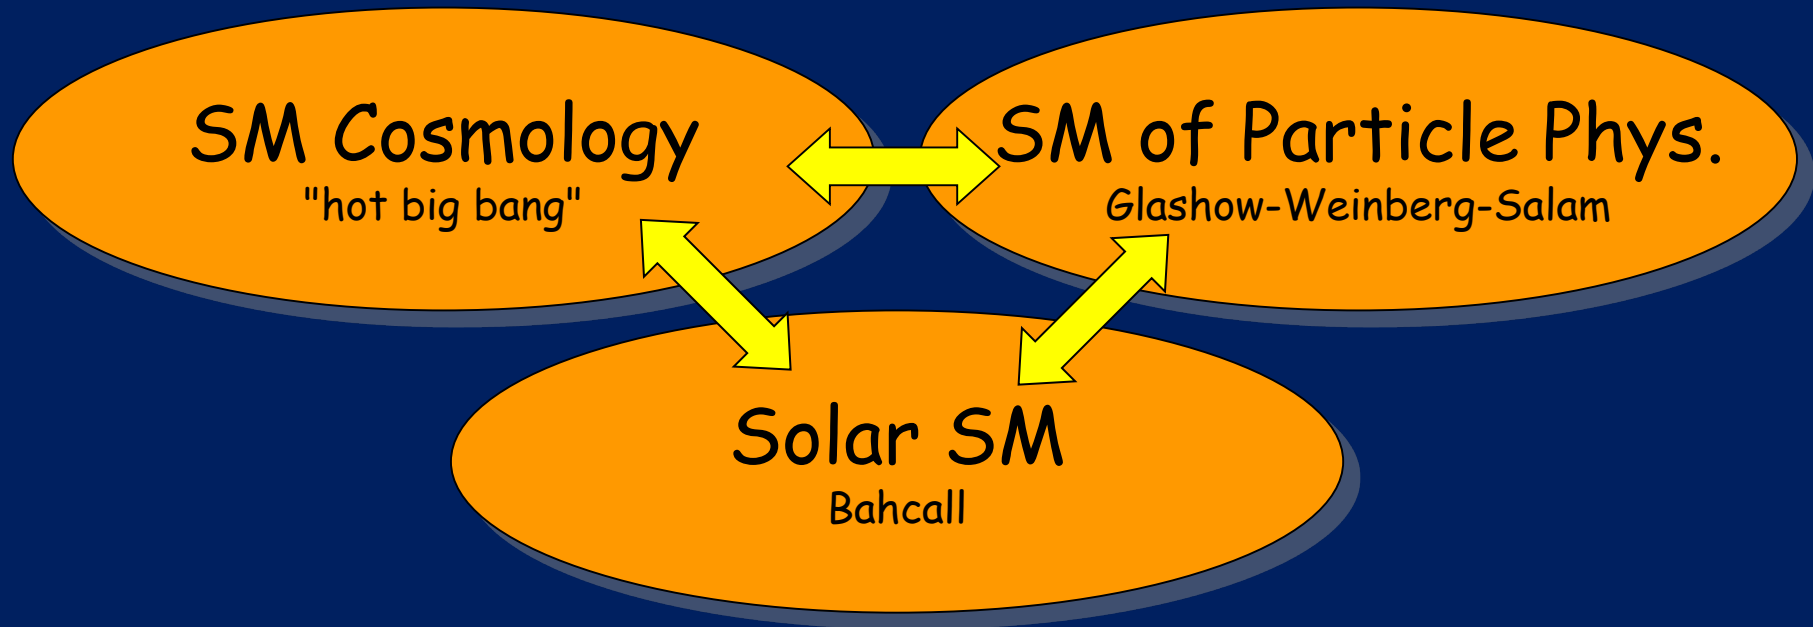 SM Cosmology
"hot big bang"
SM of Particle Phys.
Glashow-Weinberg-Salam
Solar SM
Bahcall